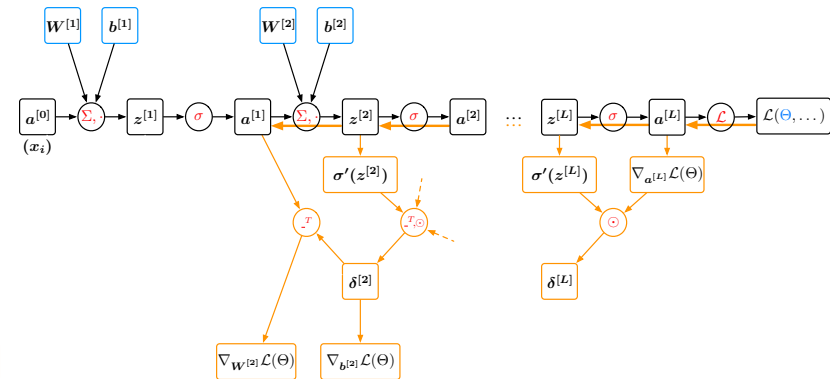 W^{[1]} b^{[1]} W^{[2]} b^{[2]}
a^{[0]} Σ,· z^{[1]} σ a^{[1]} Σ,· z^{[2]} σ a^{[2]} ... z^{[L]} σ a^{[L]} ℒ ℒ(Θ,...)
(x_i)
σ′(z^{[2]}) σ′(z^{[L]}) ∇_{a^{[L]}}ℒ(Θ)
·^T ·^T,⊙ ⊙
δ^{[2]} δ^{[L]}
∇_{W^{[2]}}ℒ(Θ) ∇_{b^{[2]}}ℒ(Θ)